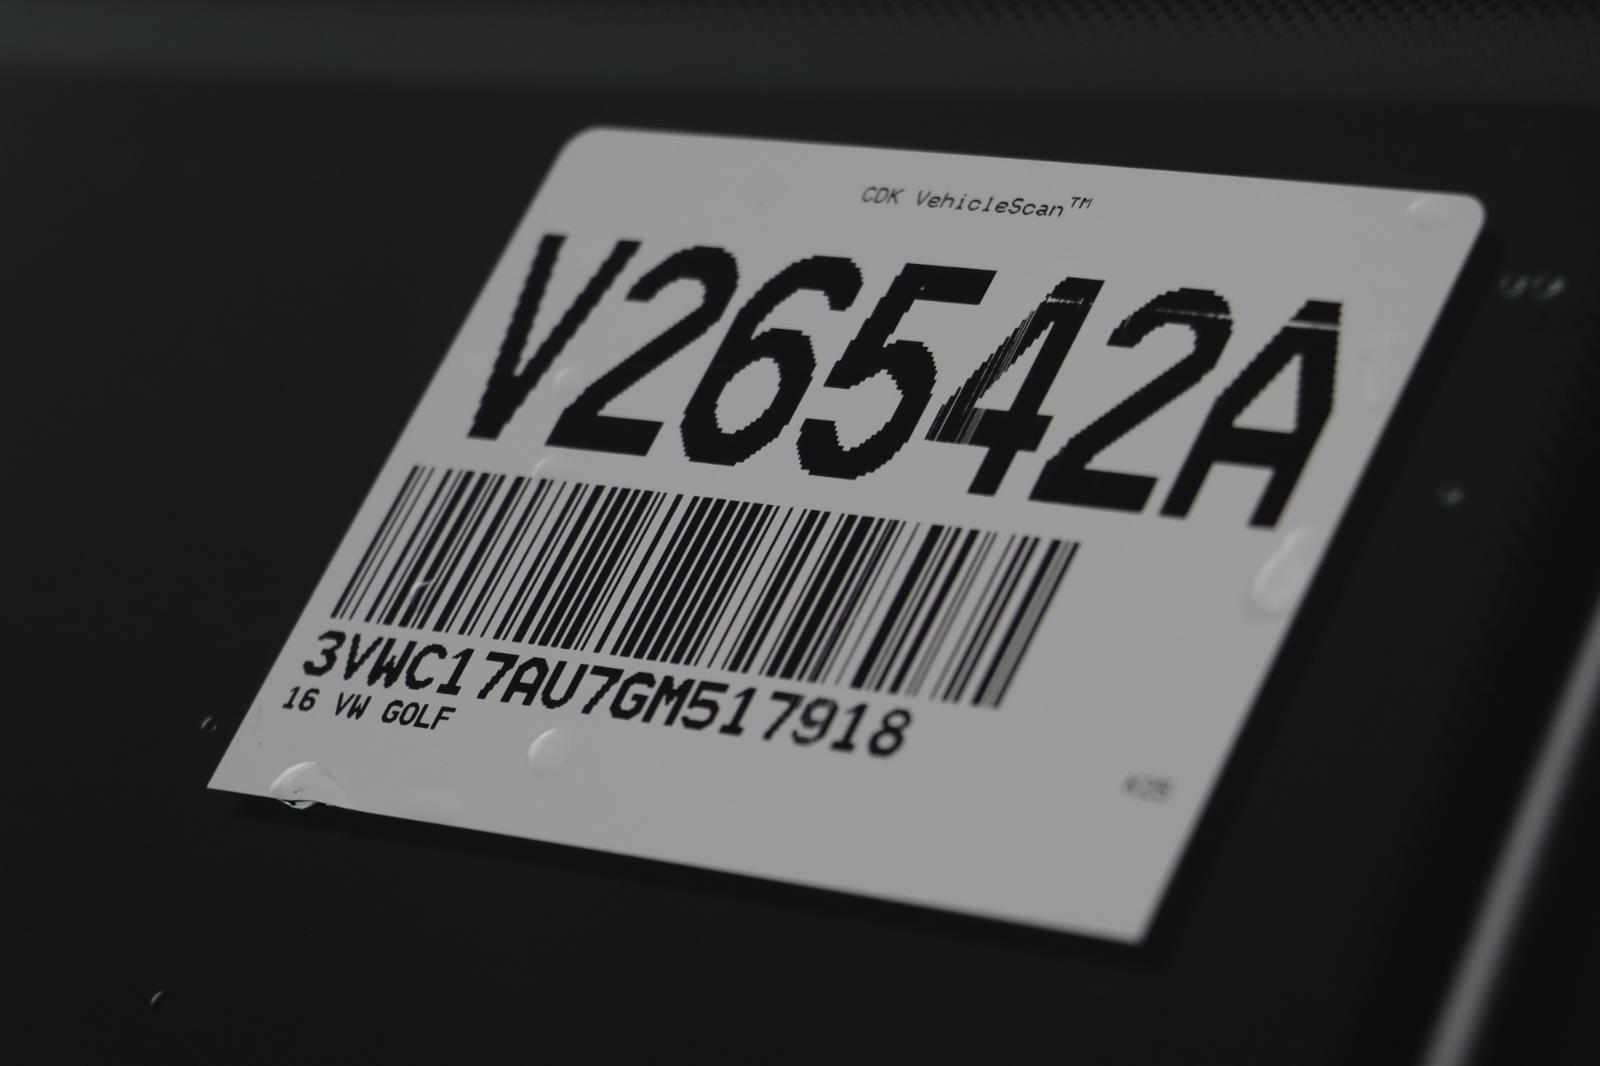 CDK VehicleScan™
V26542A
3VWC17AU7GM517918
16 VW GOLF